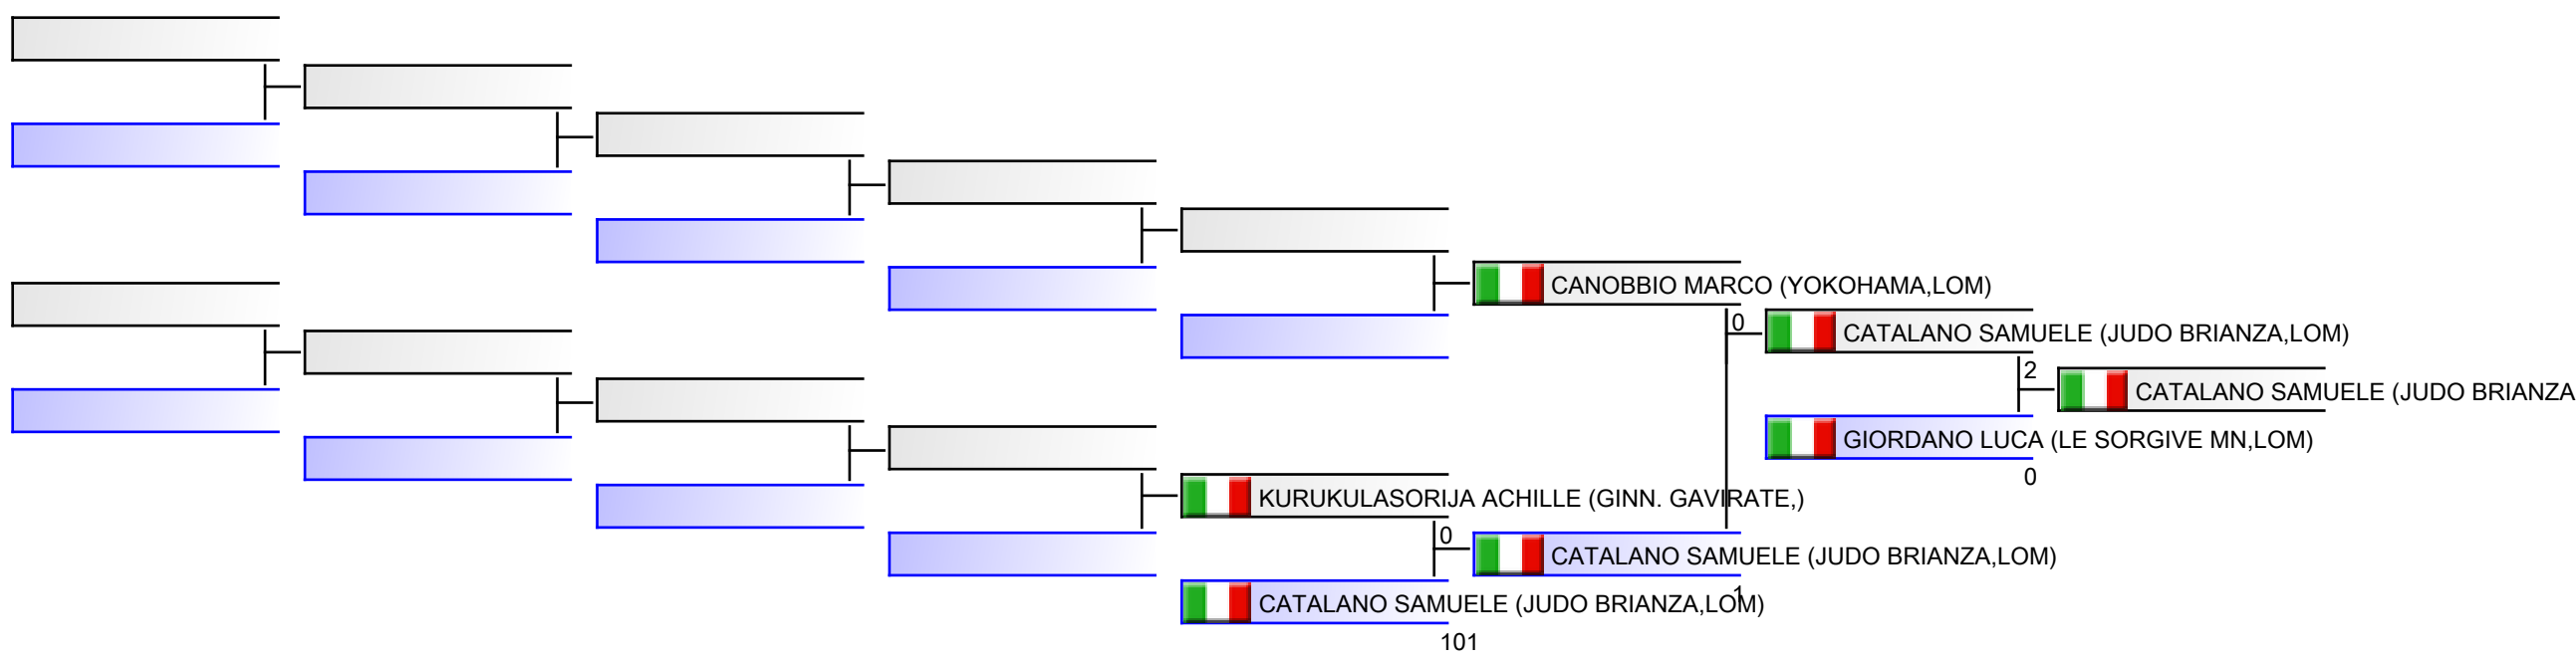 CANOBBIO MARCO (YOKOHAMA,LOM)
0
CATALANO SAMUELE (JUDO BRIANZA,LOM)
2
CATALANO SAMUELE (JUDO BRIANZA
GIORDANO LUCA (LE SORGIVE MN,LOM)
0
KURUKULASORIJA ACHILLE (GINN. GAVIRATE,)
0
CATALANO SAMUELE (JUDO BRIANZA,LOM)
1
CATALANO SAMUELE (JUDO BRIANZA,LOM)
101